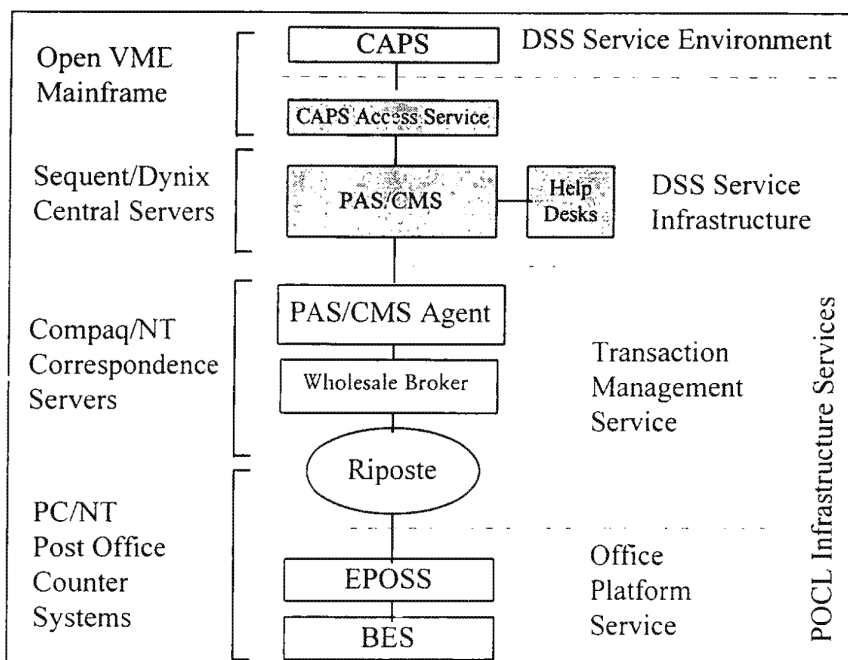 CAPS
DSS Service Environment
Open VME
Mainframe
CAPS Access Service
Sequent/Dynix
Central Servers
PAS/CMS
Help
Desks
DSS Service
Infrastructure
PAS/CMS Agent
Compaq/NT
Correspondence
Servers
Wholesale Broker
Transaction
Management
Service
Riposte
PC/NT
Post Office
Counter
Systems
EPOSS
BES
Office
Platform
Service
POCL Infrastructure Services